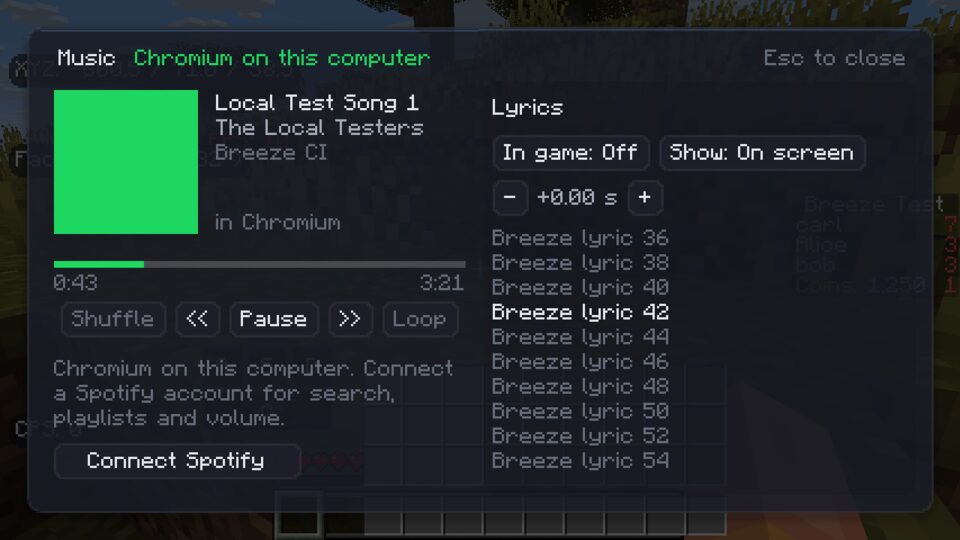 Music Chromium on this computer
Esc to close
Local Test Song 1
The Local Testers
Breeze CI
in Chromium
0:43
3:21
Shuffle
<<
Pause
>>
Loop
Chromium on this computer. Connect
a Spotify account for search,
playlists and volume.
Connect Spotify
Lyrics
In game: Off
Show: On screen
- +0.00 s +
Breeze lyric 36
Breeze lyric 38
Breeze lyric 40
Breeze lyric 42
Breeze lyric 44
Breeze lyric 46
Breeze lyric 48
Breeze lyric 50
Breeze lyric 52
Breeze lyric 54
Breeze Test
carl 7
Alice 3
bob 3
Coins: 1,250 1